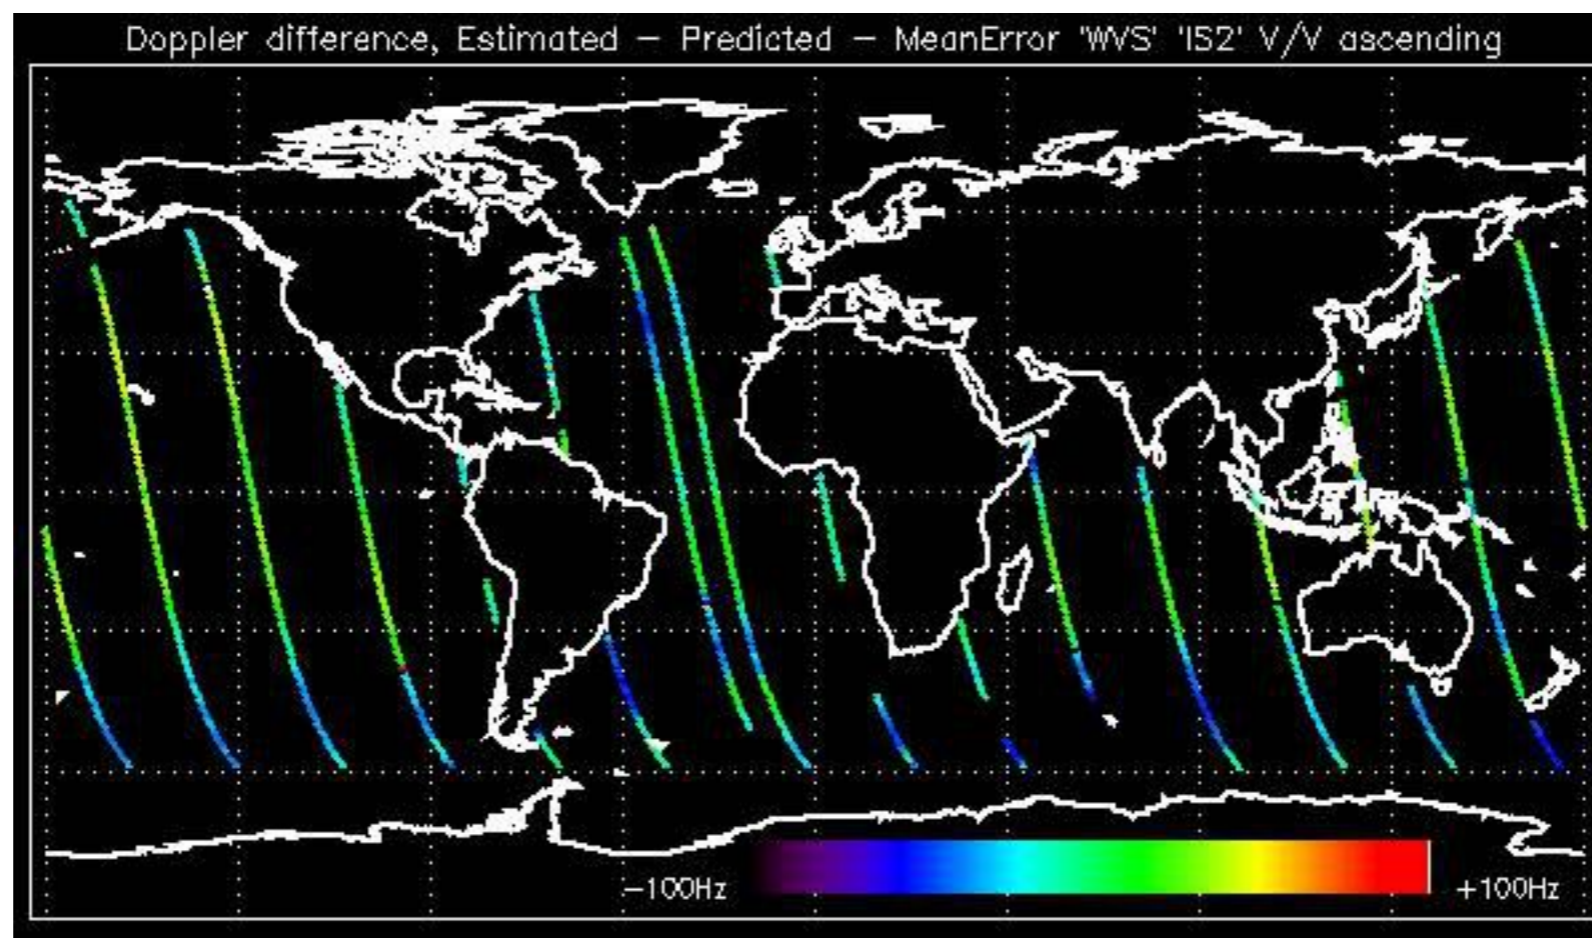 Doppler difference, Estimated – Predicted – MeanError 'WVS' 'IS2' V/V ascending
−100Hz
+100Hz